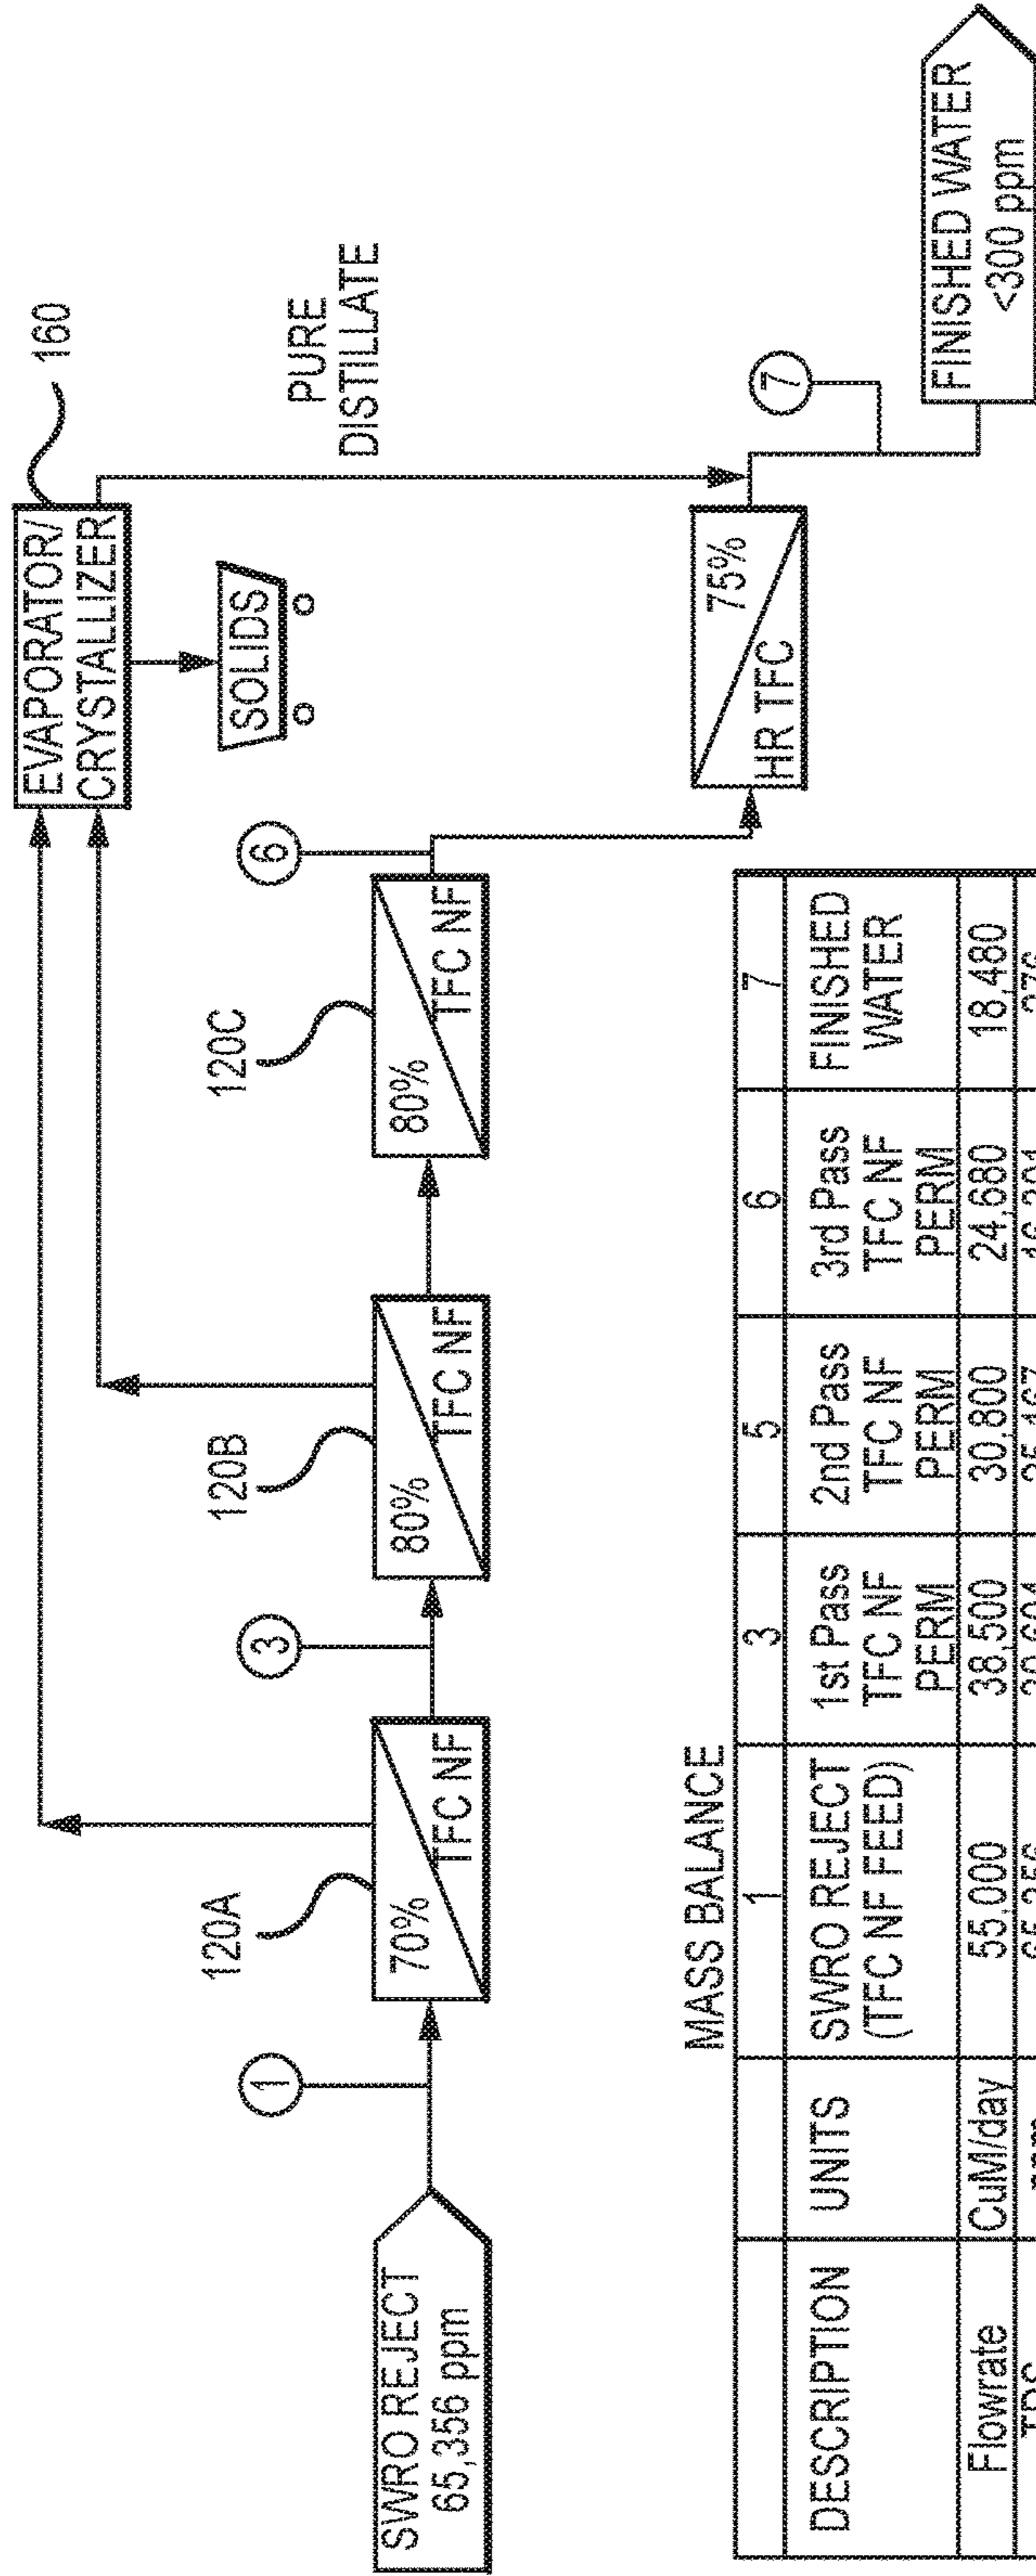 EVAPORATOR/
CRYSTALLIZER
160
SOLIDS
PURE
DISTILLATE
SWRO REJECT
65,356 ppm
1
120A
70%
TFC NF
3
120B
80%
TFC NF
120C
80%
TFC NF
6
75%
HR TFC
7
FINISHED WATER
<300 ppm
MASS BALANCE
1 3 5 6 7
DESCRIPTION UNITS SWRO REJECT 1st Pass 2nd Pass 3rd Pass FINISHED
(TFC NF FEED) TFC NF TFC NF TFC NF WATER
PERM PERM PERM
Flowrate CuM/day 55,000 38,500 30,800 24,680 18,480
TDS ppm 65,356